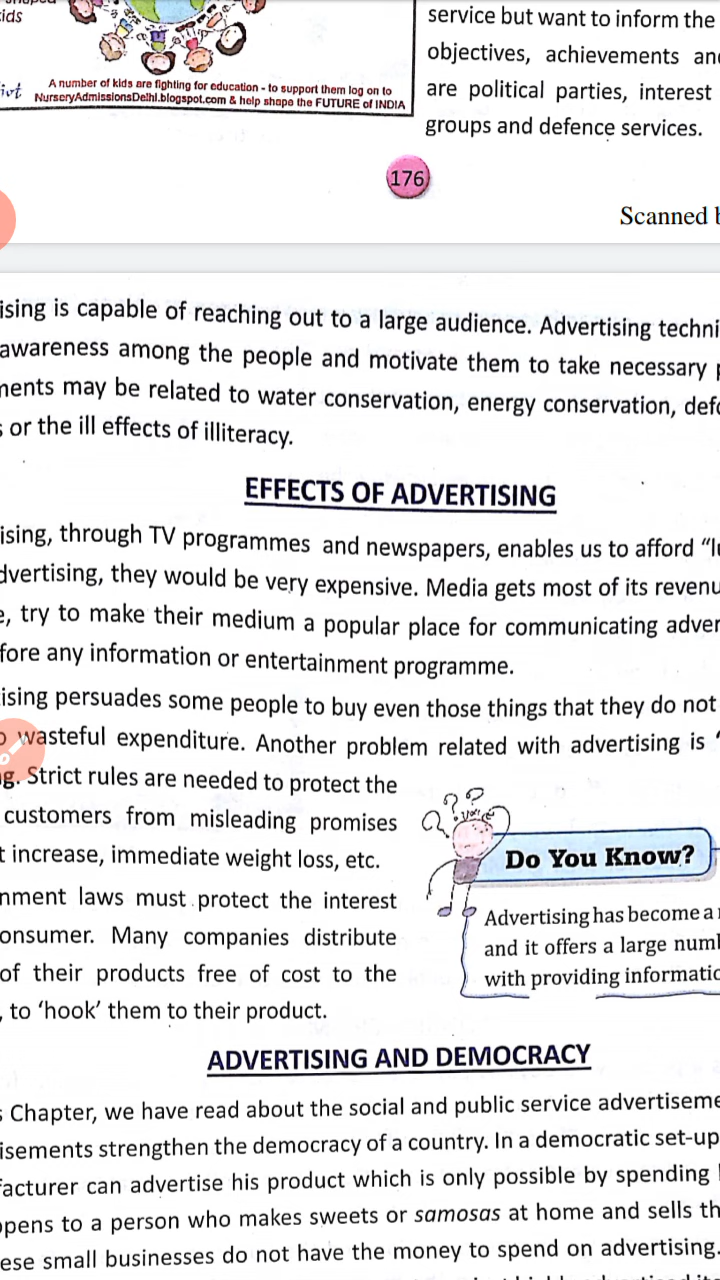 kids
A number of kids are fighting for education - to support them log on to
NurseryAdmissionsDelhi.blogspot.com & help shape the FUTURE of INDIA
service but want to inform the
objectives, achievements an
are political parties, interest
groups and defence services.
176
Scanned b
ising is capable of reaching out to a large audience. Advertising techni
awareness among the people and motivate them to take necessary p
ments may be related to water conservation, energy conservation, defo
s or the ill effects of illiteracy.
EFFECTS OF ADVERTISING
ising, through TV programmes and newspapers, enables us to afford “lu
dvertising, they would be very expensive. Media gets most of its revenu
e, try to make their medium a popular place for communicating adver
fore any information or entertainment programme.
ising persuades some people to buy even those things that they do not
o wasteful expenditure. Another problem related with advertising is ‘
g. Strict rules are needed to protect the
customers from misleading promises
t increase, immediate weight loss, etc.
nment laws must protect the interest
onsumer. Many companies distribute
of their products free of cost to the
, to ‘hook’ them to their product.
Do You Know?
Advertising has become a
and it offers a large numb
with providing informatio
ADVERTISING AND DEMOCRACY
s Chapter, we have read about the social and public service advertiseme
isements strengthen the democracy of a country. In a democratic set-up
facturer can advertise his product which is only possible by spending
pens to a person who makes sweets or samosas at home and sells th
ese small businesses do not have the money to spend on advertising.